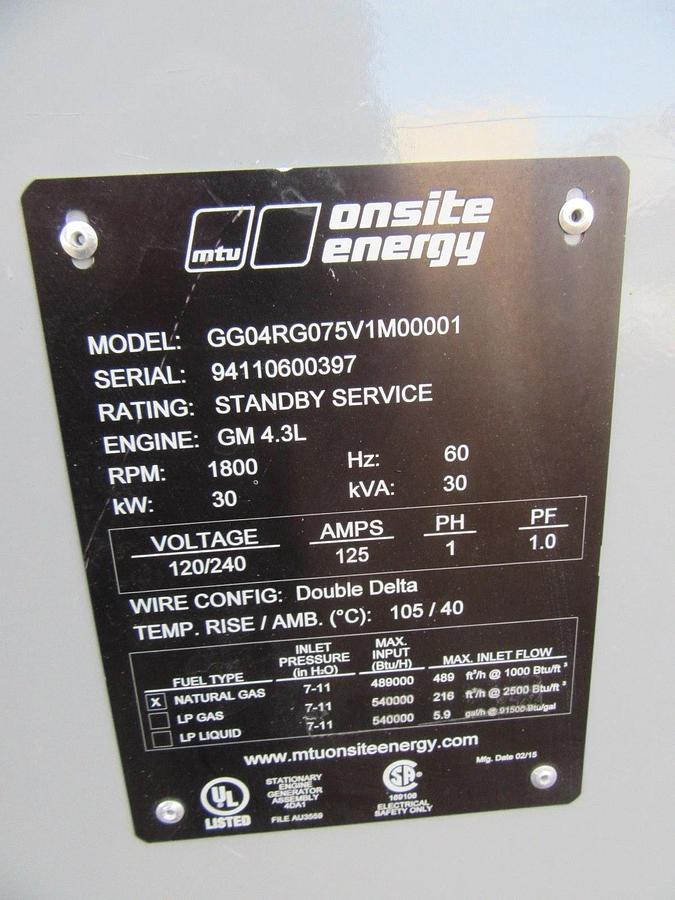 mtu onsite energy
MODEL: GG04RG075V1M00001
SERIAL: 94110600397
RATING: STANDBY SERVICE
ENGINE: GM 4.3L
RPM: 1800 Hz: 60
kW: 30 kVA: 30
VOLTAGE AMPS PH PF
120/240 125 1 1.0
WIRE CONFIG: Double Delta
TEMP. RISE / AMB. (°C): 105 / 40
FUEL TYPE INLET PRESSURE (in H₂O) MAX. INPUT (Btu/H) MAX. INLET FLOW
X NATURAL GAS 7-11 489000 489 ft³/h @ 1000 Btu/ft³
LP GAS 7-11 540000 216 ft³/h @ 2500 Btu/ft³
LP LIQUID 7-11 540000 5.9 gal/h @ 91500 Btu/gal
www.mtuonsiteenergy.com
Mfg. Date 02/15
UL LISTED
STATIONARY
ENGINE
GENERATOR
ASSEMBLY
4DA1
FILE AU3559
SA
169106
ELECTRICAL
SAFETY ONLY